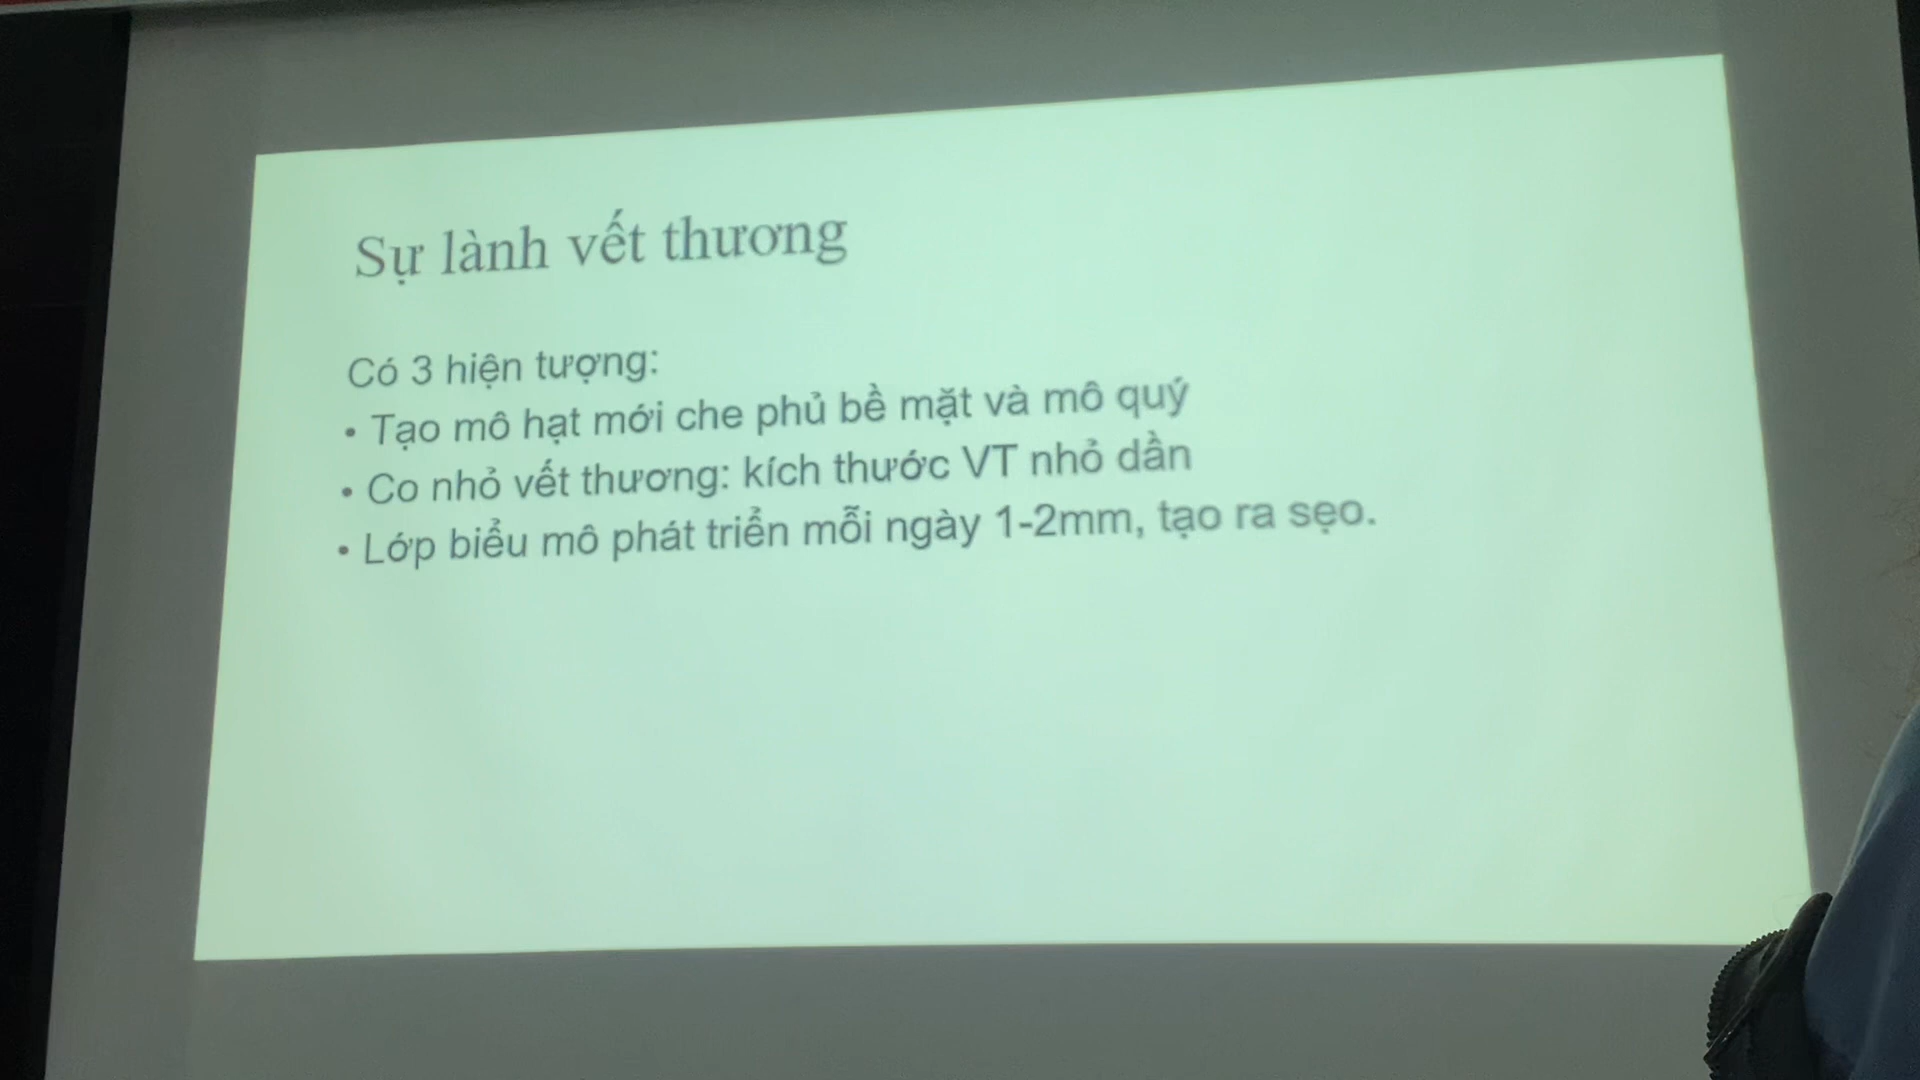 Sự lành vết thương
Có 3 hiện tượng:
• Tạo mô hạt mới che phủ bề mặt và mô quý
• Co nhỏ vết thương: kích thước VT nhỏ dần
• Lớp biểu mô phát triển mỗi ngày 1-2mm, tạo ra sẹo.